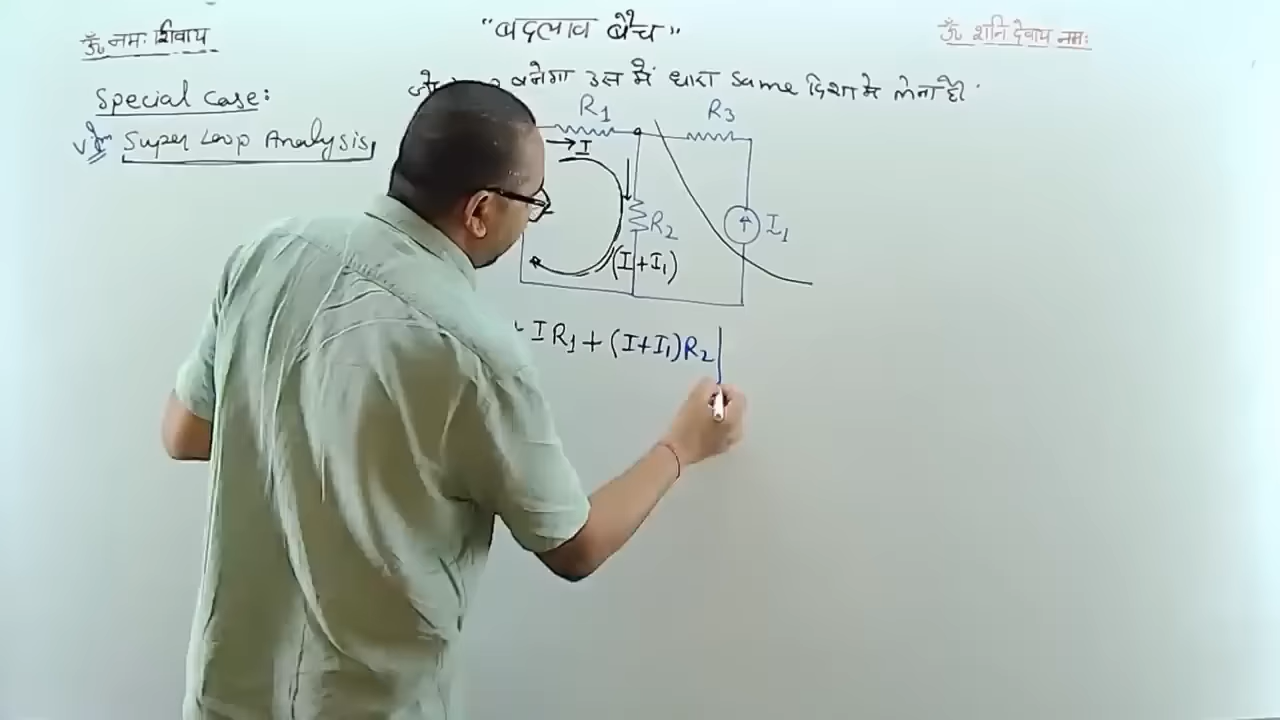 ॐ नमः शिवाय
"बदलाव बैच"
ॐ शनि देवाय नमः
Special Case:
बनेगा उस में धारा same दिशा मे लेना है।
Super Loop Analysis
R1
R3
I
R2
I1
(I+I1)
IR1+(I+I1)R2